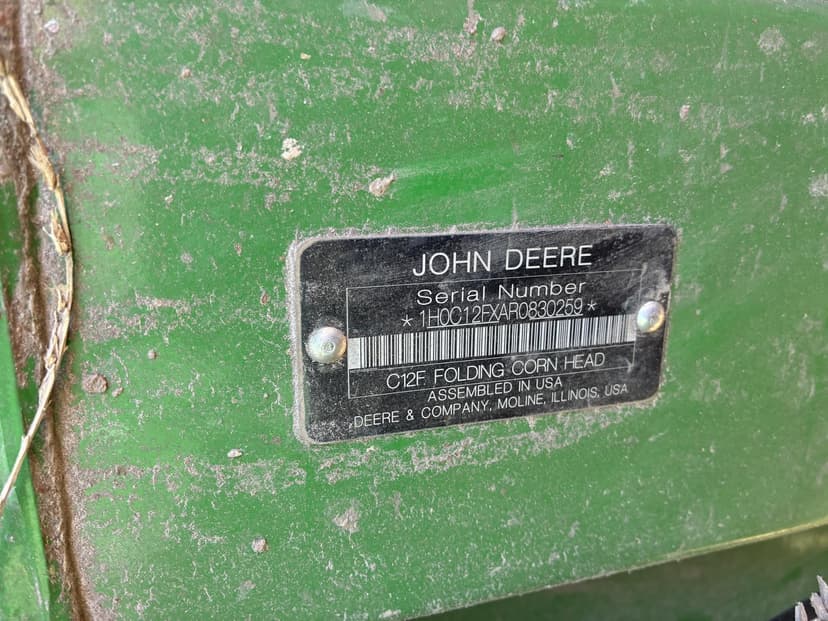 JOHN DEERE
Serial Number
*1H0C12FXAR0830259*
C12F FOLDING CORN HEAD
ASSEMBLED IN USA
DEERE & COMPANY, MOLINE, ILLINOIS, USA